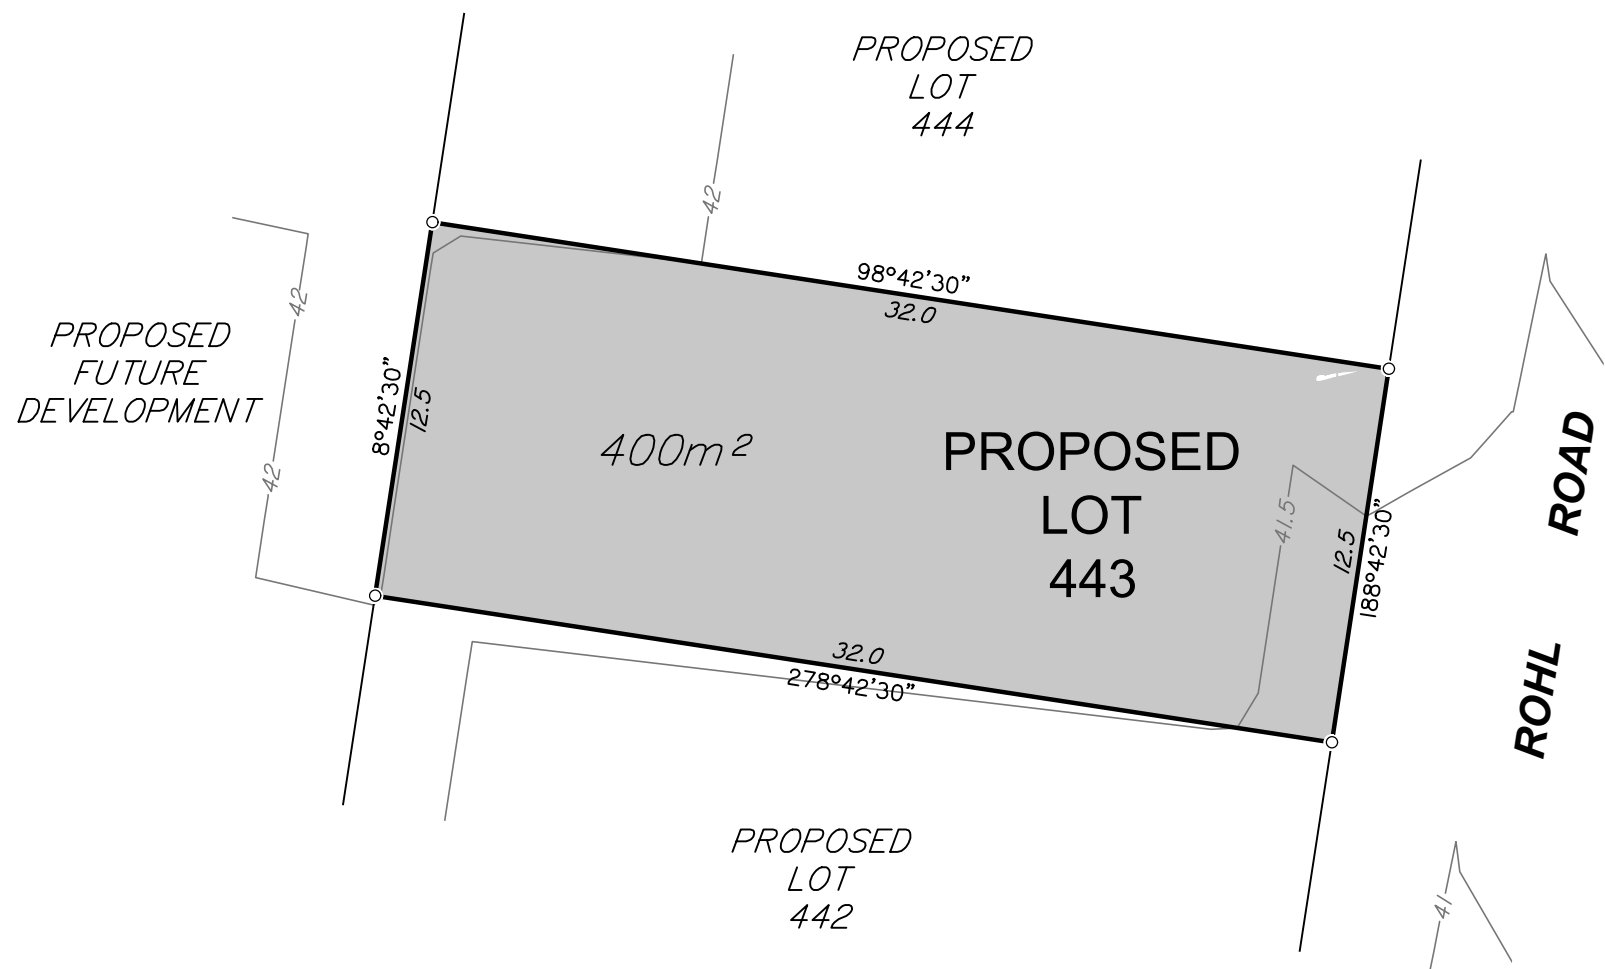 PROPOSED
LOT
444
42
98°42'30"
32.0
42
PROPOSED
FUTURE
DEVELOPMENT
8°42'30"
12.5
42
400m²
PROPOSED
LOT
443
41.5
12.5
188°42'30"
ROHL ROAD
32.0
278°42'30"
PROPOSED
LOT
442
41